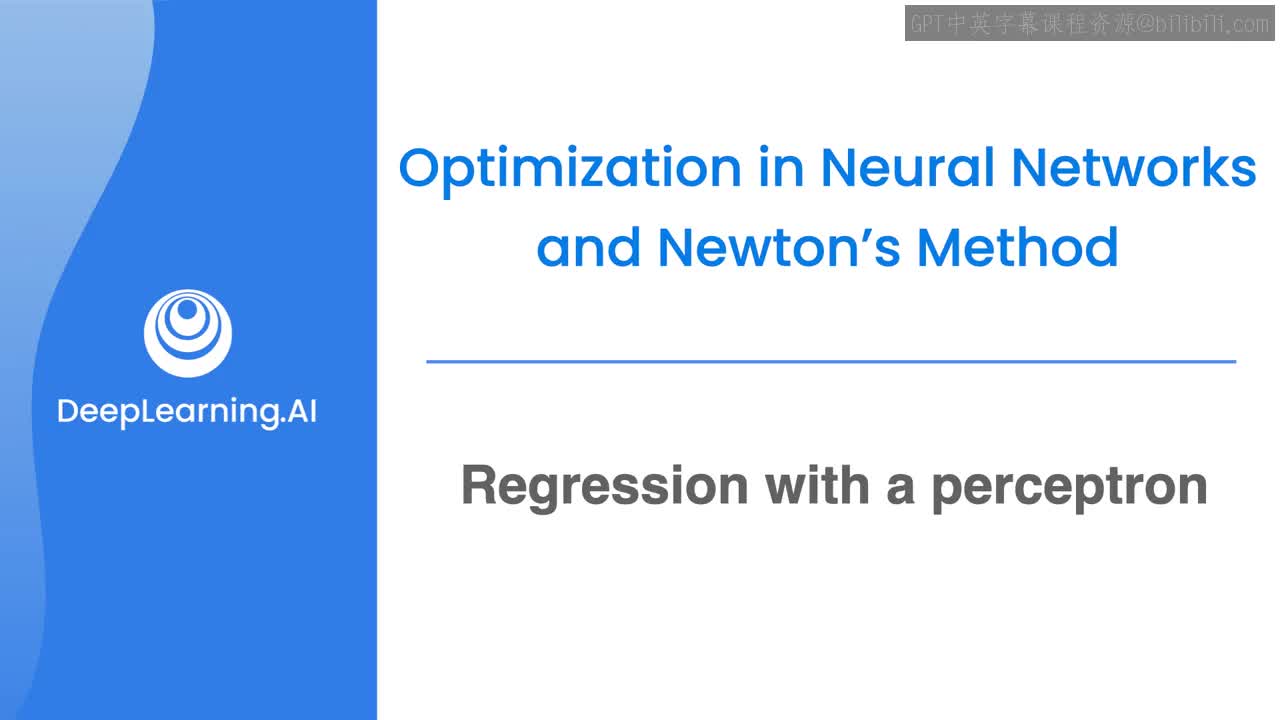 GPT中英字幕课程资源@bilibili.com
Optimization in Neural Networks
and Newton’s Method
DeepLearning.AI
Regression with a perceptron